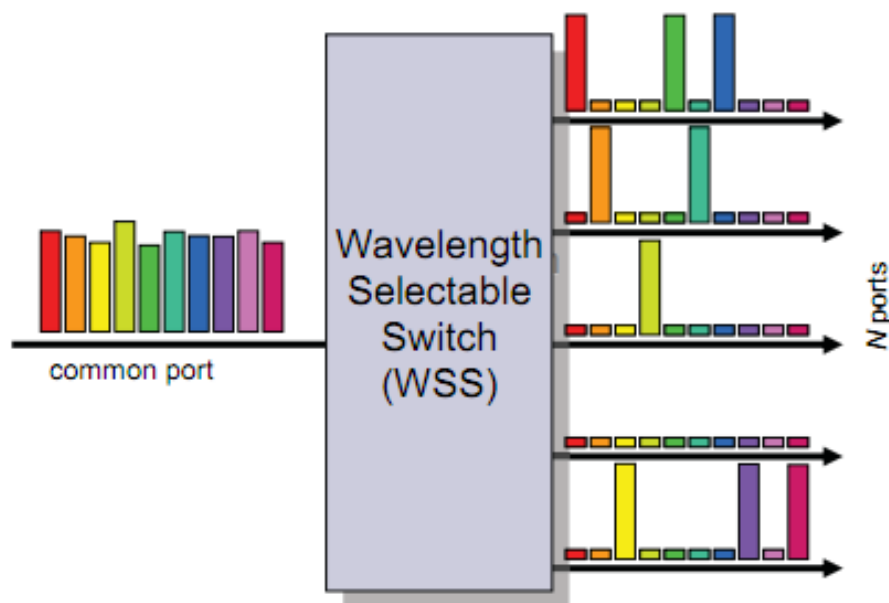 Wavelength
Selectable
Switch
(WSS)
common port
N ports